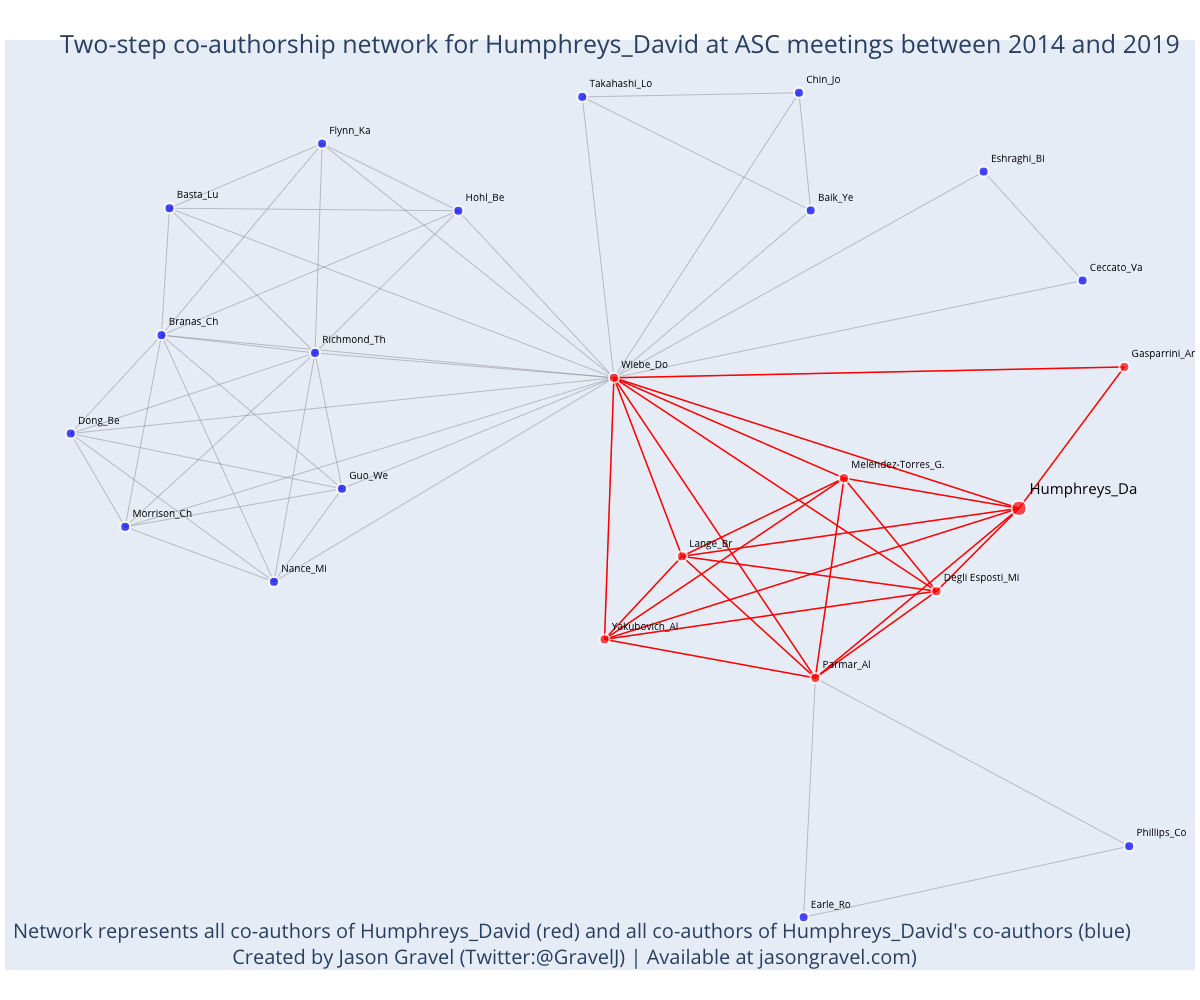 Two-step co-authorship network for Humphreys_David at ASC meetings between 2014 and 2019
Takahashi_Lo
Chin_Jo
Flynn_Ka
Eshraghi_Bi
Basta_Lu
Hohl_Be
Baik_Ye
Ceccato_Va
Branas_Ch
Richmond_Th
Gasparrini_An
Wiebe_Do
Dong_Be
Melendez-Torres_G.
Guo_We
Humphreys_Da
Morrison_Ch
Lange_Br
Nance_Mi
Degli Esposti_Mi
Yakubovich_Al
Parmar_Al
Phillips_Co
Earle_Ro
Network represents all co-authors of Humphreys_David (red) and all co-authors of Humphreys_David's co-authors (blue)
Created by Jason Gravel (Twitter:@GravelJ) | Available at jasongravel.com)